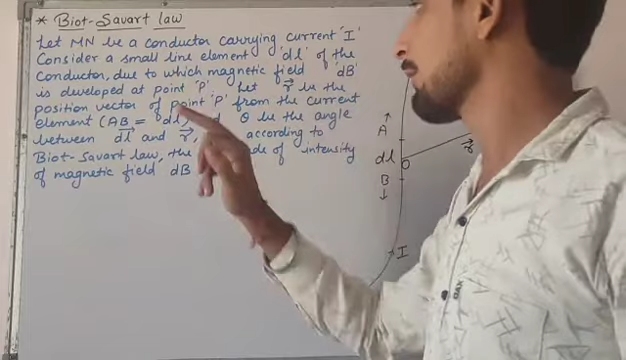 * Biot-Savart law
Let MN be a conductor carrying current 'I'
Consider a small line element 'dl' of the
Conductor, due to which magnetic field 'dB'
is developed at point 'P' Let r⃗ be the
position vector of point 'P' from the current
element (AB = dl) θ be the angle
between dl⃗ and r⃗, according to
Biot-Savart law, the of intensity
of magnetic field dB
A
dl
O
B
r⃗
I